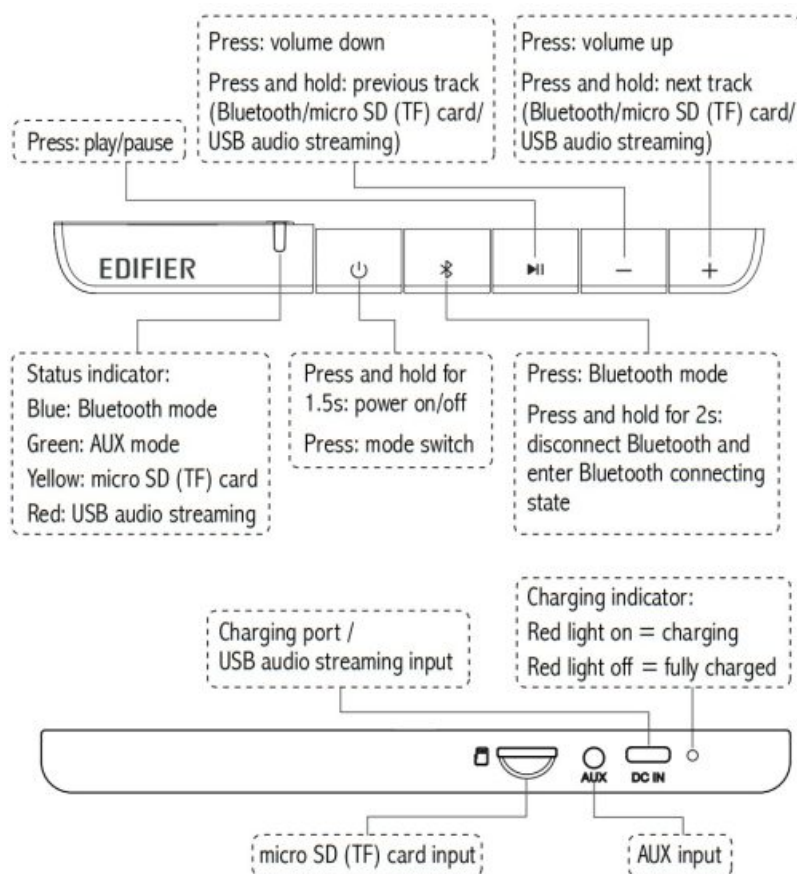 Press: volume down
Press and hold: previous track
(Bluetooth/micro SD (TF) card/
USB audio streaming)
Press: volume up
Press and hold: next track
(Bluetooth/micro SD (TF) card/
USB audio streaming)
Press: play/pause
EDIFIER
Status indicator:
Blue: Bluetooth mode
Green: AUX mode
Yellow: micro SD (TF) card
Red: USB audio streaming
Press and hold for
1.5s: power on/off
Press: mode switch
Press: Bluetooth mode
Press and hold for 2s:
disconnect Bluetooth and
enter Bluetooth connecting
state
Charging port /
USB audio streaming input
Charging indicator:
Red light on = charging
Red light off = fully charged
AUX
DC IN
micro SD (TF) card input
AUX input